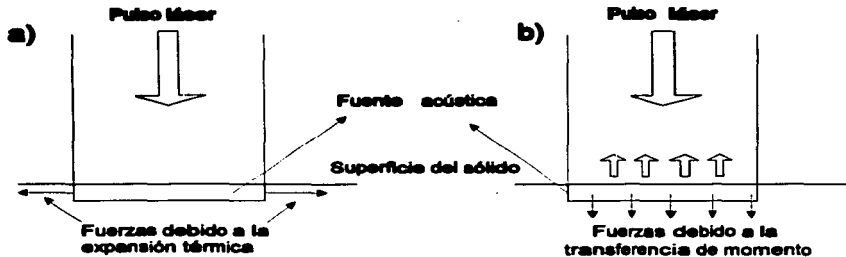 a)
Pulso láser
b)
Pulso láser
Fuente acústica
Superficie del sólido
Fuerzas debido a la
expansión térmica
Fuerzas debido a la
transferencia de momento